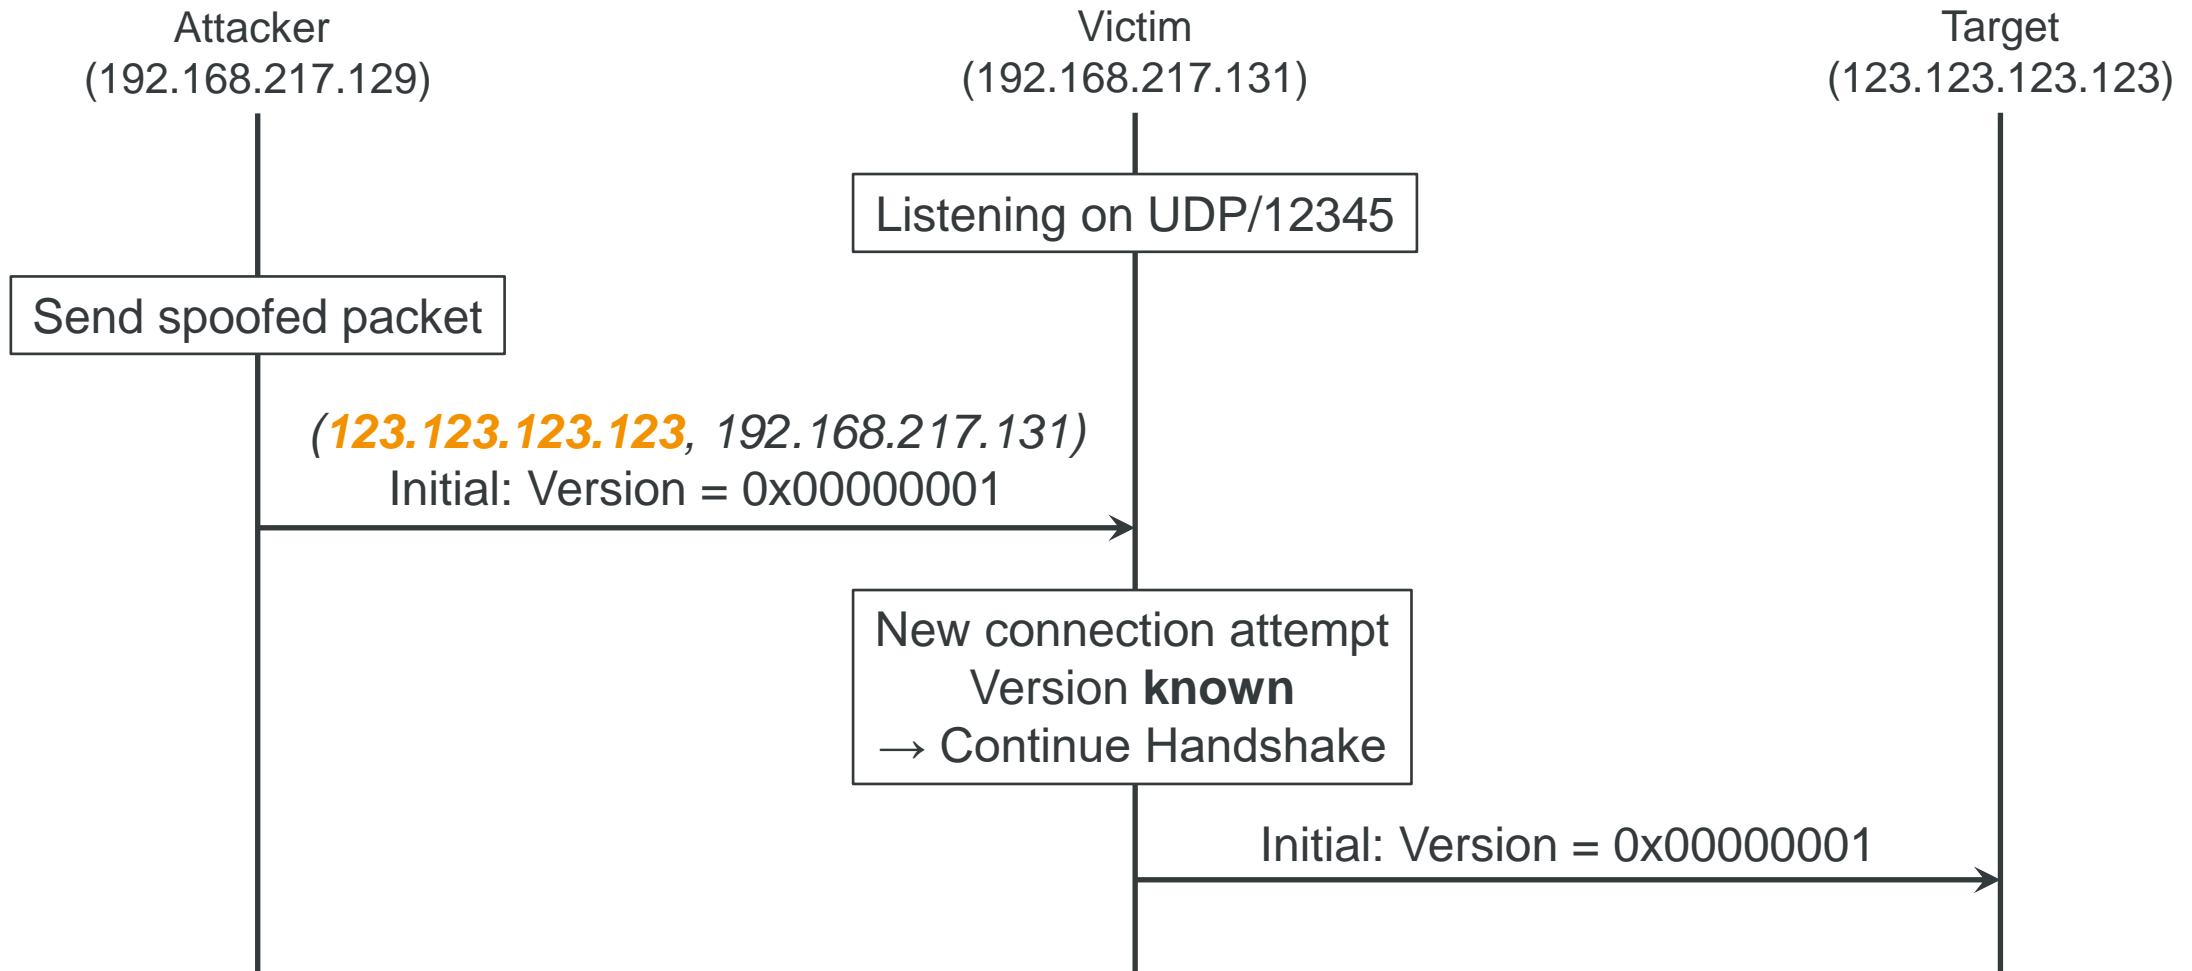 Attacker
(192.168.217.129)
Victim
(192.168.217.131)
Target
(123.123.123.123)
Listening on UDP/12345
Send spoofed packet
(123.123.123.123, 192.168.217.131)
Initial: Version = 0x00000001
New connection attempt
Version known
→ Continue Handshake
Initial: Version = 0x00000001